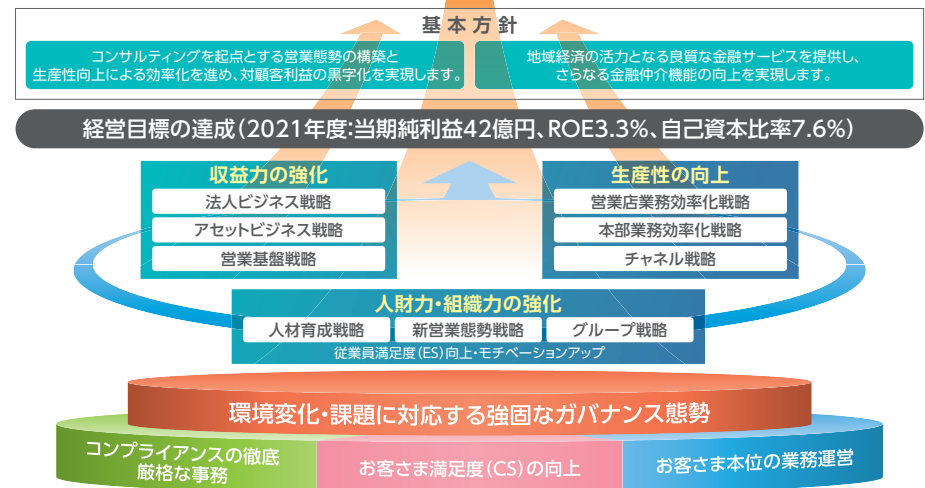 基本方針
コンサルティングを起点とする営業態勢の構築と
生産性向上による効率化を進め、対顧客利益の黒字化を実現します。
地域経済の活力となる良質な金融サービスを提供し、
さらなる金融仲介機能の向上を実現します。
経営目標の達成(2021年度:当期純利益42億円、ROE3.3%、自己資本比率7.6%)
収益力の強化
法人ビジネス戦略
アセットビジネス戦略
営業基盤戦略
生産性の向上
営業店業務効率化戦略
本部業務効率化戦略
チャネル戦略
人財力・組織力の強化
人材育成戦略
新営業態勢戦略
グループ戦略
従業員満足度(ES)向上・モチベーションアップ
環境変化・課題に対応する強固なガバナンス態勢
コンプライアンスの徹底
厳格な事務
お客さま満足度(CS)の向上
お客さま本位の業務運営